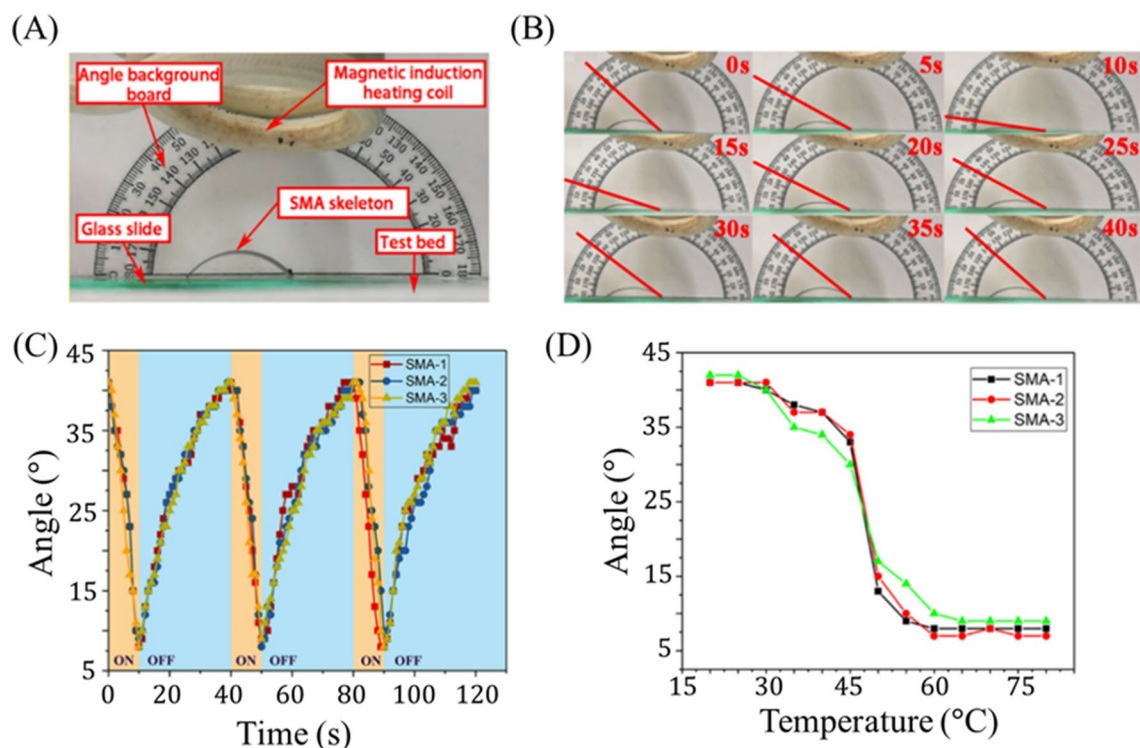 (A)
Angle background
board
Magnetic induction
heating coil
SMA skeleton
Glass slide
Test bed
(B)
0s
5s
10s
15s
20s
25s
30s
35s
40s
(C)
45
35
25
15
5
Angle (°)
SMA-1
SMA-2
SMA-3
ON
OFF
ON
OFF
ON
OFF
0
20
40
60
80
100
120
Time (s)
(D)
45
35
25
15
5
Angle (°)
SMA-1
SMA-2
SMA-3
15
30
45
60
75
Temperature (°C)